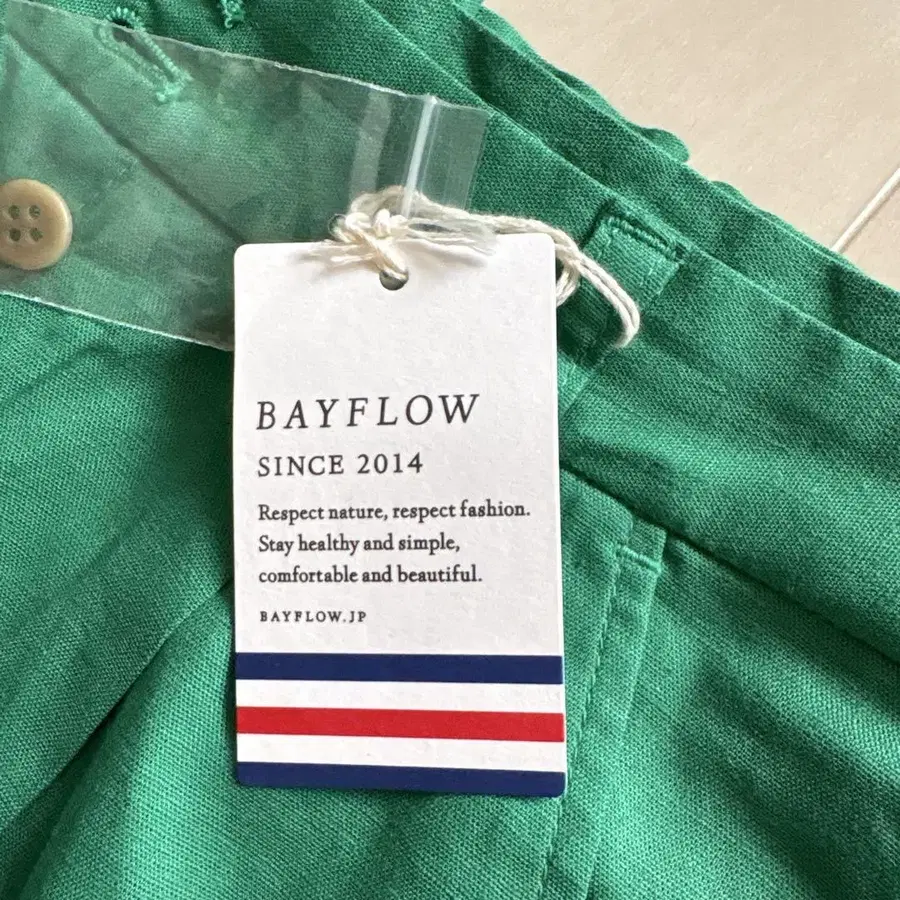 BAYFLOW
SINCE 2014
Respect nature, respect fashion.
Stay healthy and simple,
comfortable and beautiful.
BAYFLOW.JP